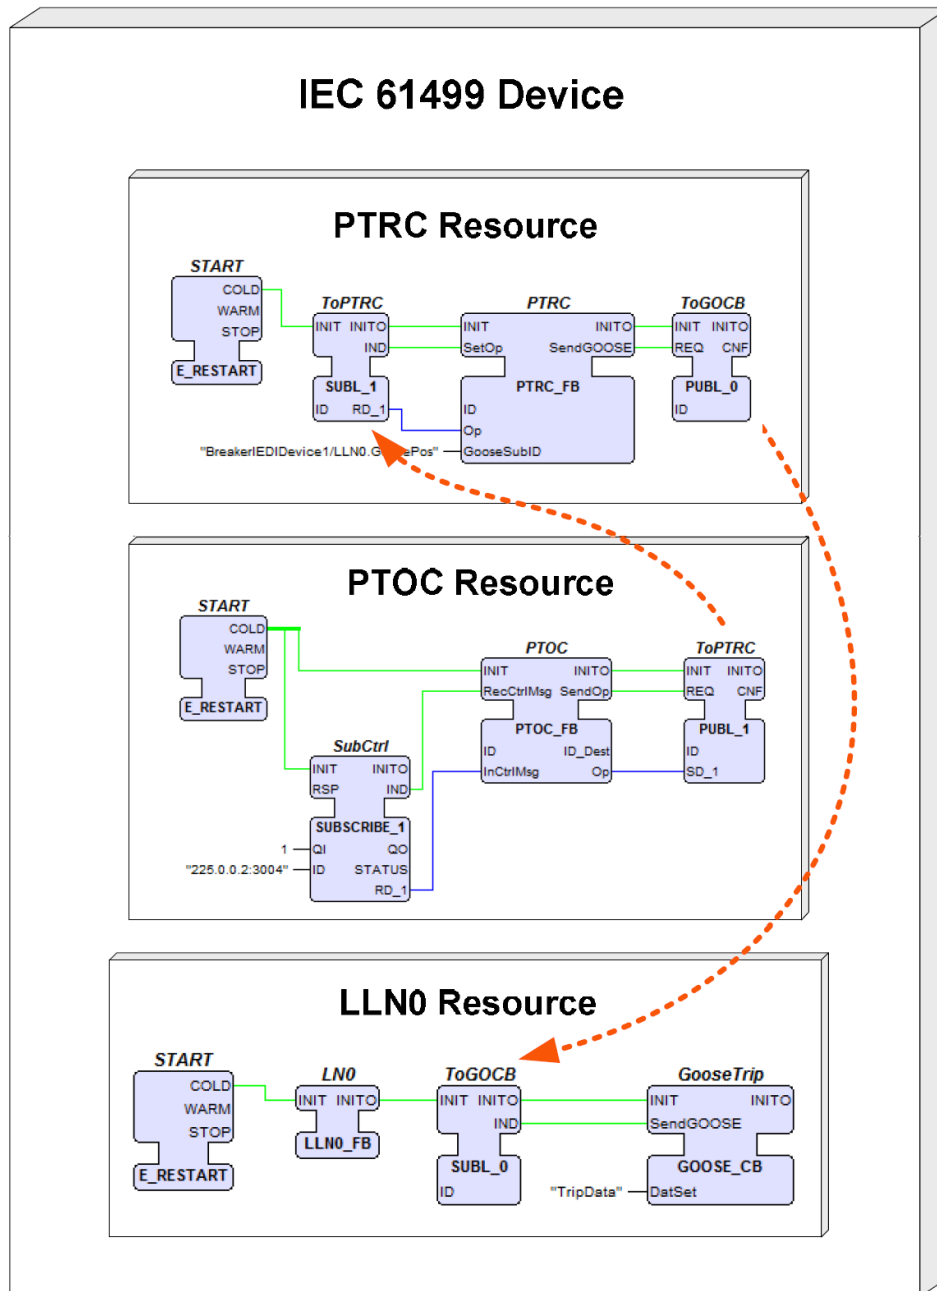 IEC 61499 Device
PTRC Resource
START
COLD
WARM
STOP
E_RESTART
ToPTRC
INIT INITO
IND
SUBL_1
ID RD_1
PTRC
INIT INITO
SetOp SendGOOSE
PTRC_FB
ID
Op
GooseSubID
ToGOCB
INIT INITO
REQ CNF
PUBL_0
ID
PTOC Resource
START
COLD
WARM
STOP
E_RESTART
SubCtrl
INIT INITO
RSP IND
SUBSCRIBE_1
1 QI QO
"225.0.0.2:3004" ID STATUS
RD_1
PTOC
INIT INITO
RecCtrlMsg SendOp
PTOC_FB
ID ID_Dest
InCtrlMsg Op
ToPTRC
INIT INITO
REQ CNF
PUBL_1
ID
SD_1
LLN0 Resource
START
COLD
WARM
STOP
E_RESTART
LN0
INIT INITO
LLN0_FB
ToGOCB
INIT INITO
IND
SUBL_0
ID
GooseTrip
INIT INITO
SendGOOSE
GOOSE_CB
"TripData" DatSet